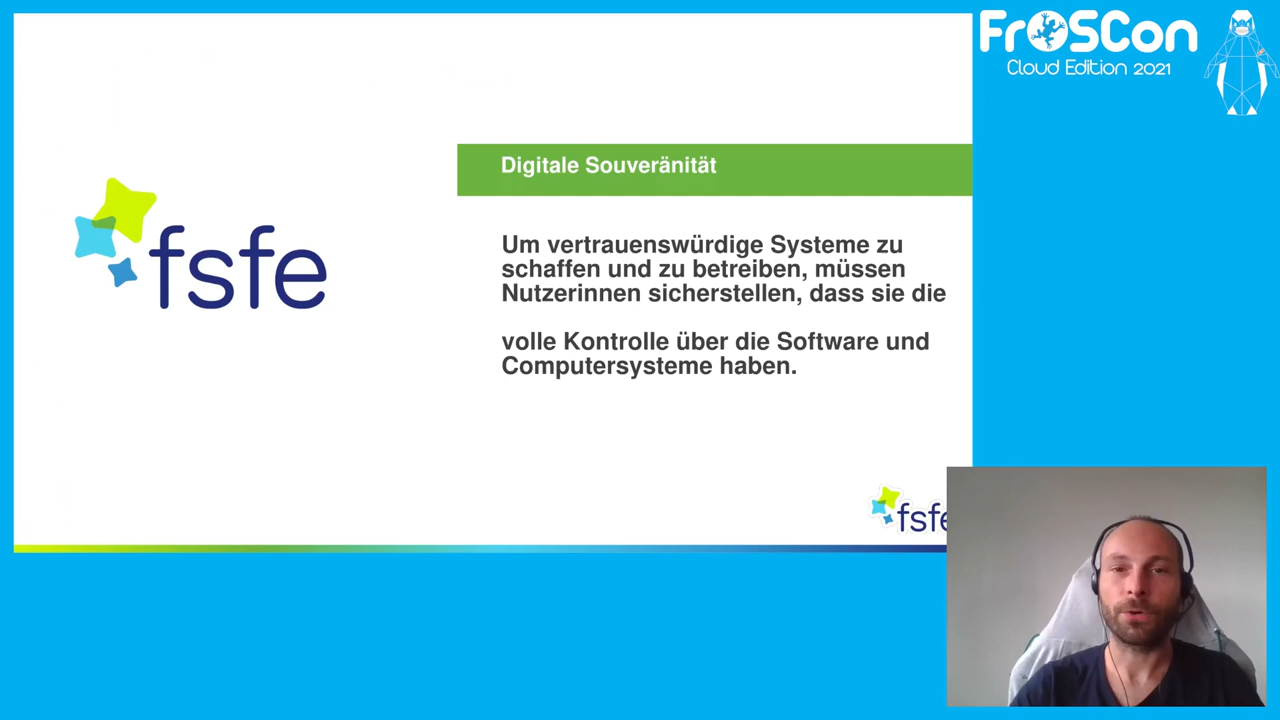 FrOSCon
Cloud Edition 2021
Digitale Souveränität
fsfe
Um vertrauenswürdige Systeme zu
schaffen und zu betreiben, müssen
Nutzerinnen sicherstellen, dass sie die
volle Kontrolle über die Software und
Computersysteme haben.
fsfe